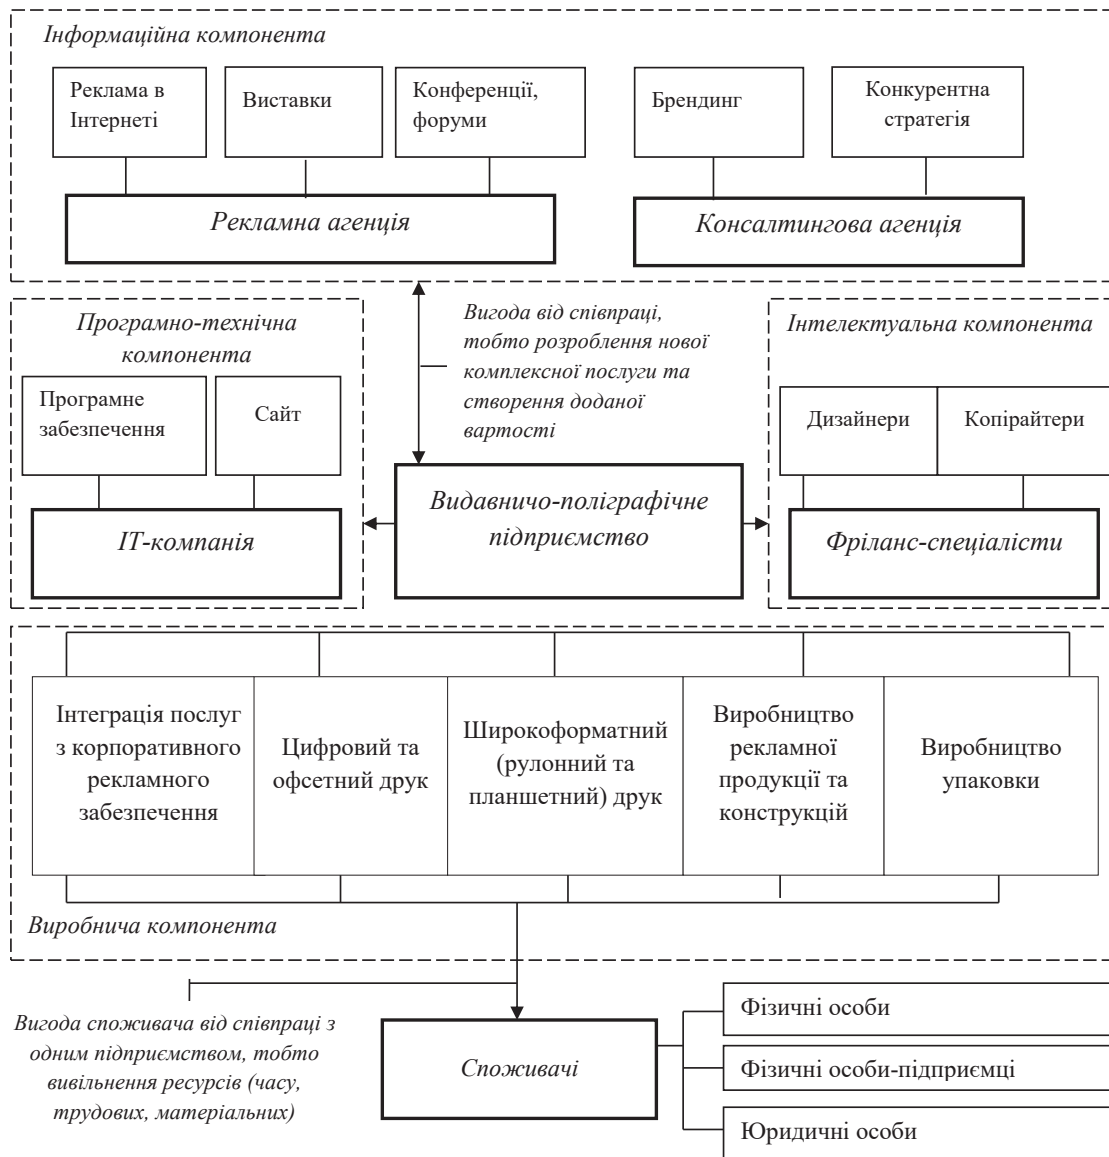 Інформаційна компонента
Реклама в
Інтернеті
Виставки
Конференції,
форуми
Брендинг
Конкурентна
стратегія
Рекламна агенція
Консалтингова агенція
Програмно-технічна
компонента
Програмне
забезпечення
Сайт
ІТ-компанія
Вигода від співпраці,
тобто розроблення нової
комплексної послуги та
створення доданої
вартості
Видавничо-поліграфічне
підприємство
Інтелектуальна компонента
Дизайнери
Копірайтери
Фріланс-спеціалісти
Інтеграція послуг
з корпоративного
рекламного
забезпечення
Цифровий та
офсетний друк
Широкоформатний
(рулонний та
планшетний) друк
Виробництво
рекламної
продукції та
конструкцій
Виробництво
упаковки
Виробнича компонента
Вигода споживача від співпраці з
одним підприємством, тобто
вивільнення ресурсів (часу,
трудових, матеріальних)
Споживачі
Фізичні особи
Фізичні особи-підприємці
Юридичні особи